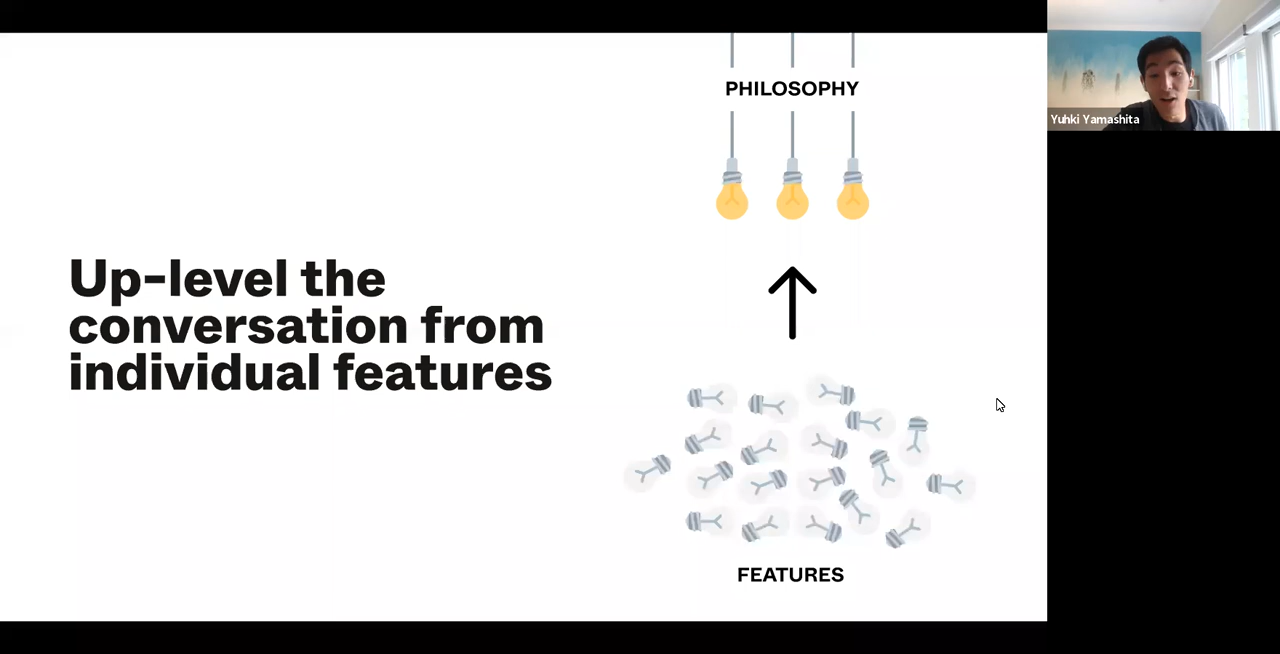 PHILOSOPHY
Up-level the
conversation from
individual features
FEATURES
Yuhki Yamashita